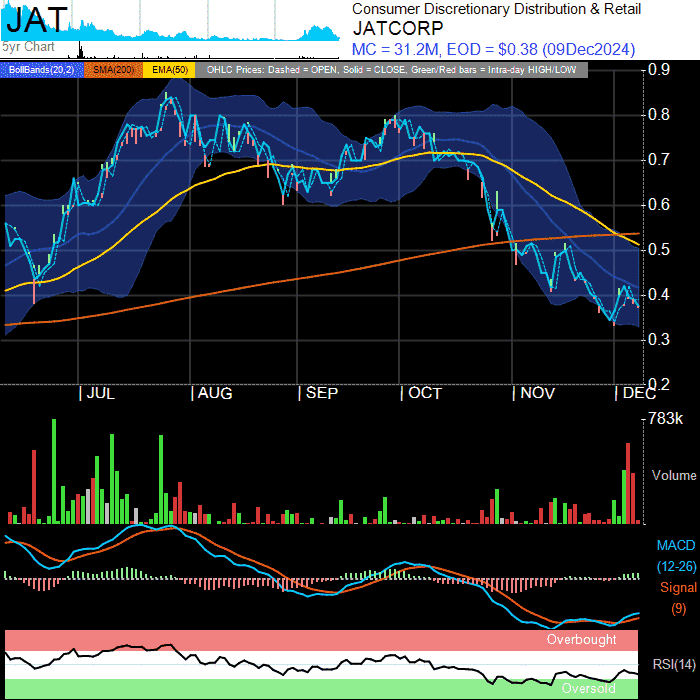 JAT
5yr Chart
Consumer Discretionary Distribution & Retail
JATCORP
MC = 31.2M, EOD = $0.38 (09Dec2024)
BollBands(20,2) SMA(200) EMA(50) OHLC Prices: Dashed = OPEN, Solid = CLOSE, Green/Red bars = Intra-day HIGH/LOW
0.9
0.8
0.7
0.6
0.5
0.4
0.3
0.2
JUL AUG SEP OCT NOV DEC
783k
Volume
MACD
(12-26)
Signal
(9)
Overbought
RSI(14)
Oversold